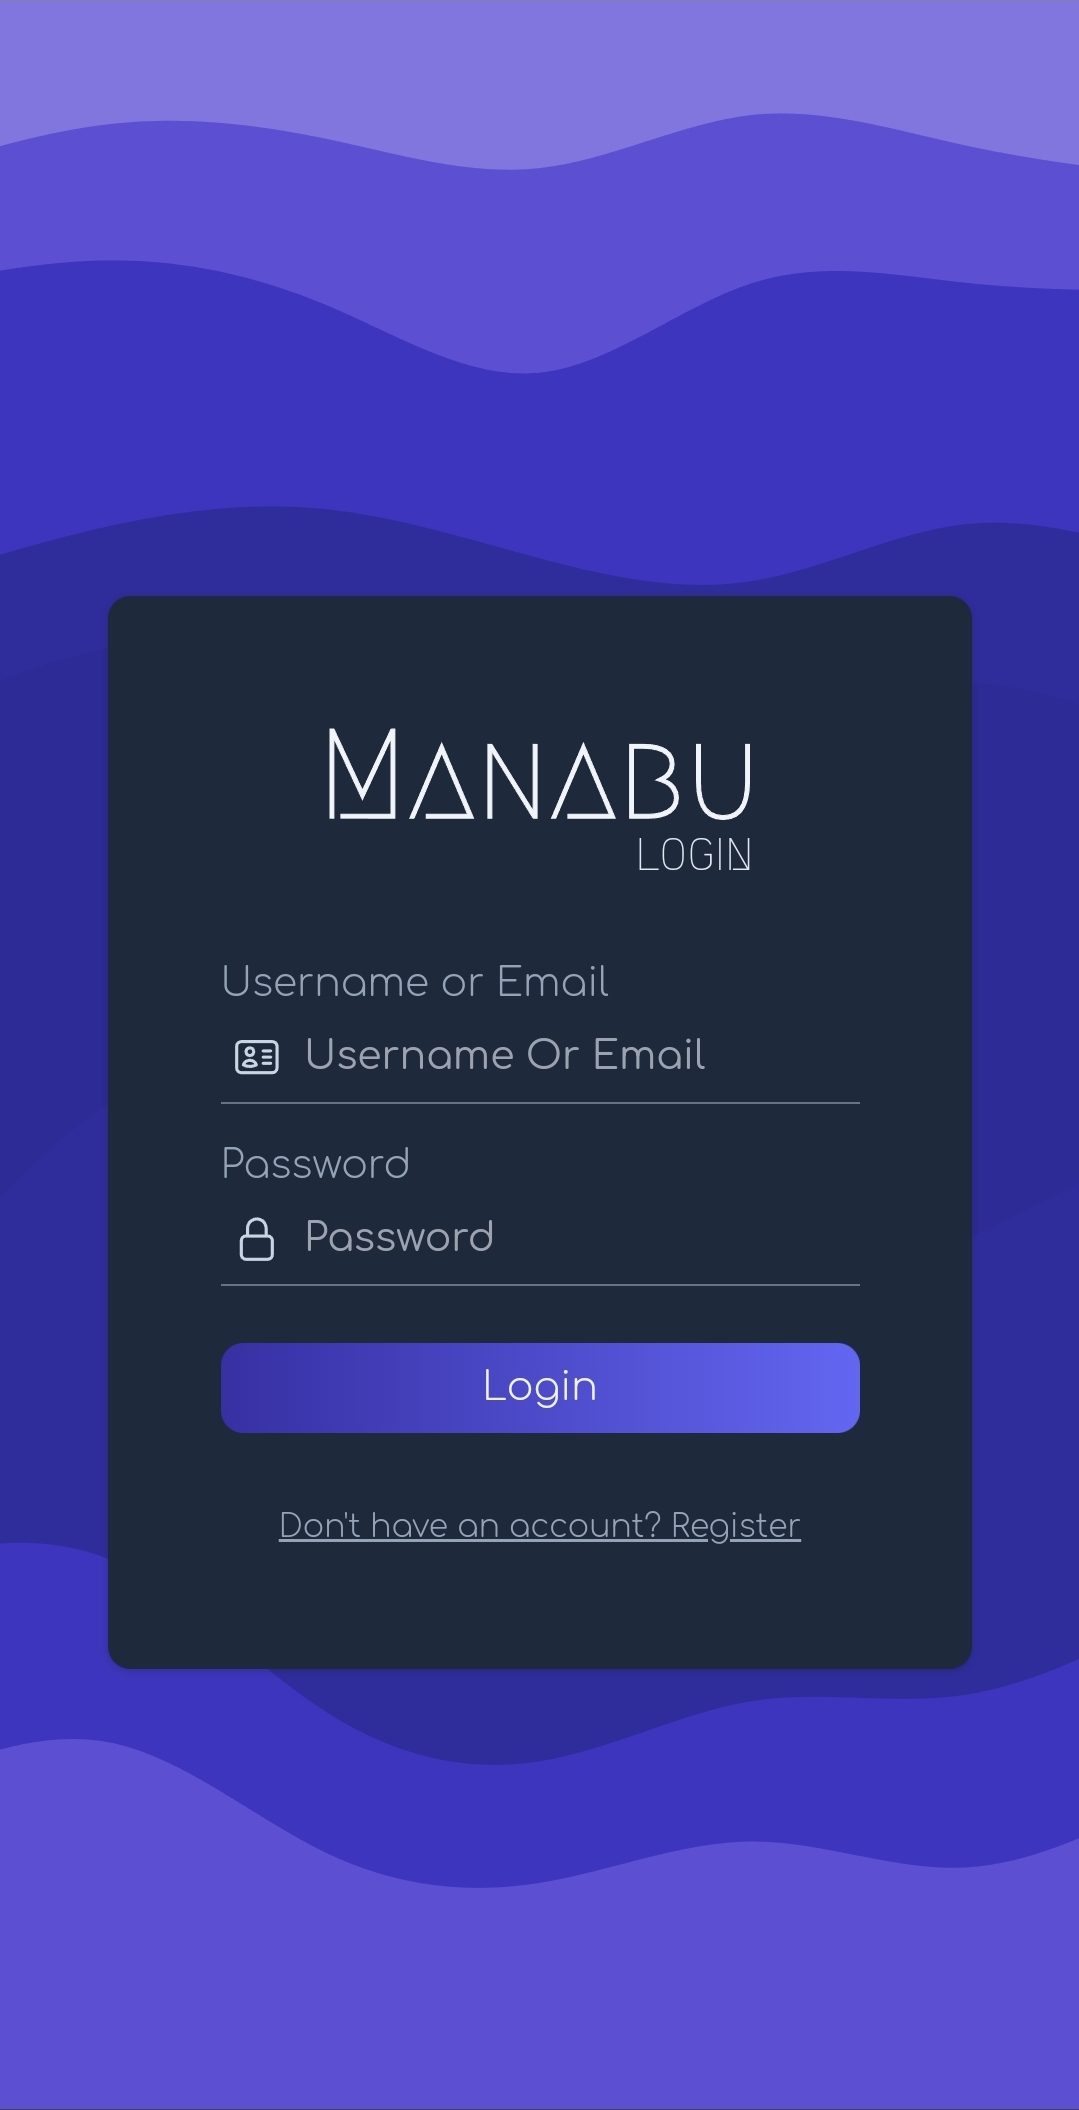 MANABU
LOGIN
Username or Email
Username Or Email
Password
Password
Login
Don't have an account? Register